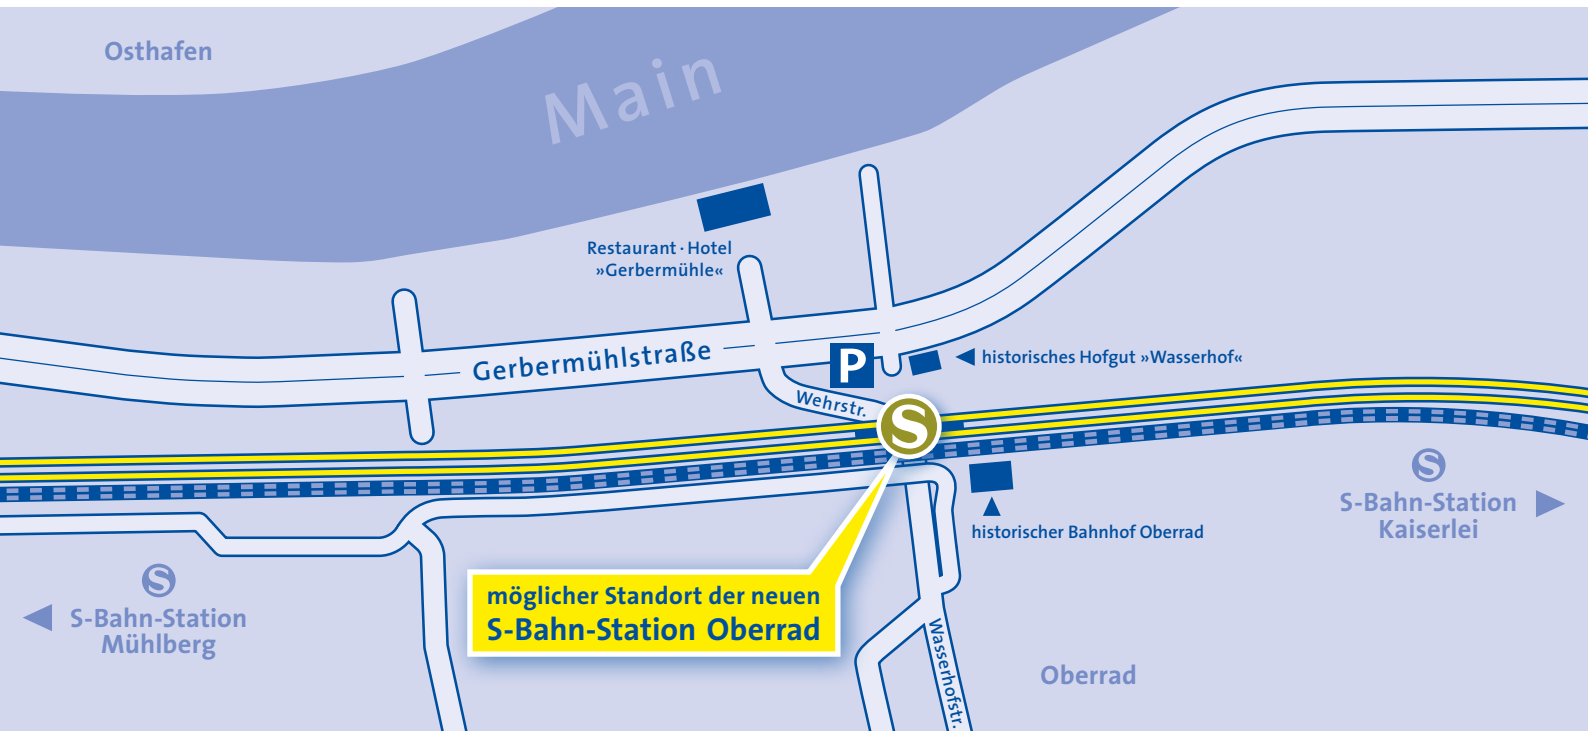 Osthafen
Main
Restaurant · Hotel
»Gerbermühle«
Gerbermühlstraße
P
historisches Hofgut »Wasserhof«
Wehrstr.
S
S
S-Bahn-Station
Kaiserlei
historischer Bahnhof Oberrad
S
S-Bahn-Station
Mühlberg
möglicher Standort der neuen
S-Bahn-Station Oberrad
Wasserhofstr.
Oberrad